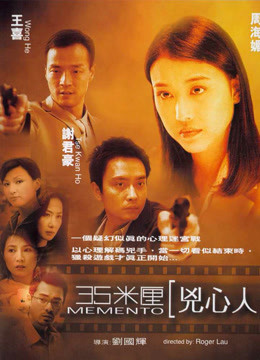 王喜
Wong He
周海媚
謝君豪
Tse Kwan Ho
一個疑幻似真的心理迷宮戰
以心理解碼兇手，當一切看似結束時，
獵殺遊戲才真正開始...
35米厘
MEMENTO
[兇心人
導演：劉國輝 directed by: Roger Lau